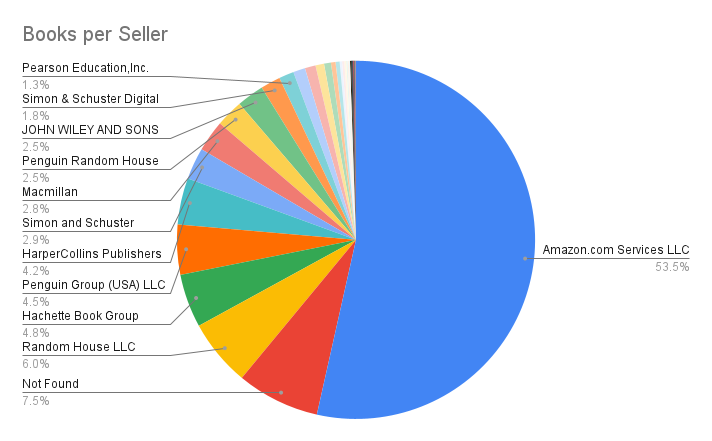 Books per Seller
Pearson Education,Inc.
1.3%
Simon & Schuster Digital
1.8%
JOHN WILEY AND SONS
2.5%
Penguin Random House
2.5%
Macmillan
2.8%
Simon and Schuster
2.9%
HarperCollins Publishers
4.2%
Penguin Group (USA) LLC
4.5%
Hachette Book Group
4.8%
Random House LLC
6.0%
Not Found
7.5%
Amazon.com Services LLC
53.5%